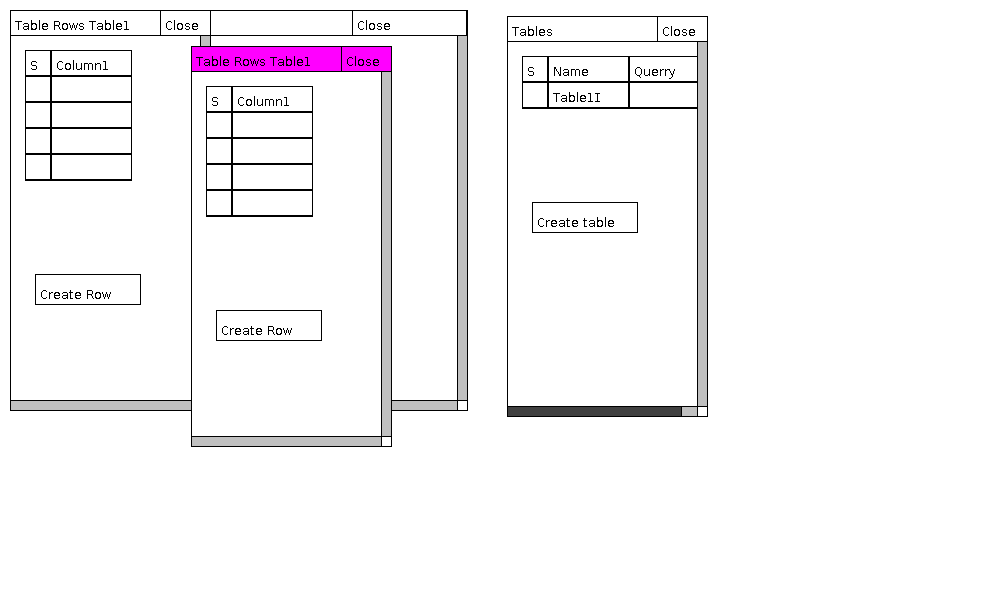 Table Rows Table1 Close
Close
S Column1
Create Row
Table Rows Table1 Close
S Column1
Create Row
Tables Close
S Name Querry
Table1I
Create table